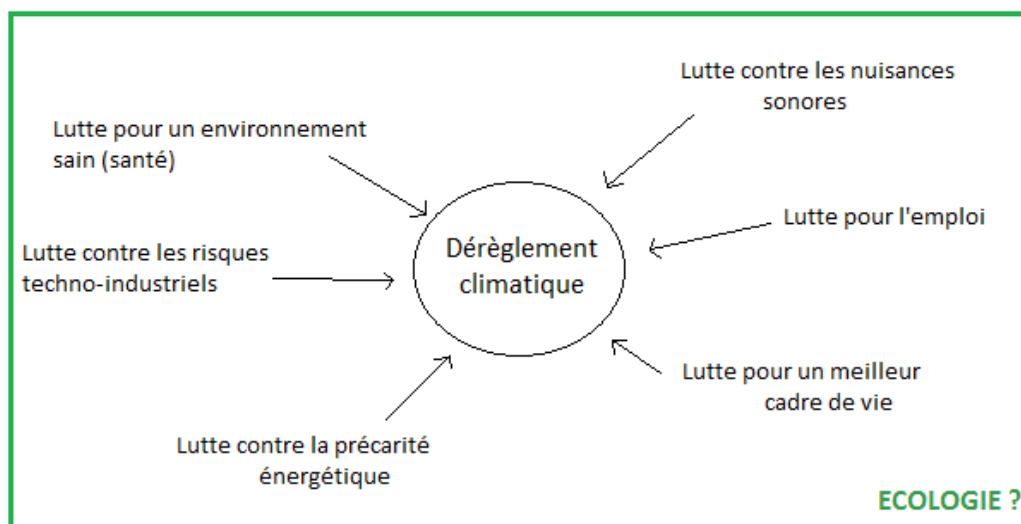 Lutte contre les nuisances
sonores
Lutte pour un environnement
sain (santé)
Lutte pour l'emploi
Dérèglement
climatique
Lutte contre les risques
techno-industriels
Lutte pour un meilleur
cadre de vie
Lutte contre la précarité
énergétique
ECOLOGIE ?